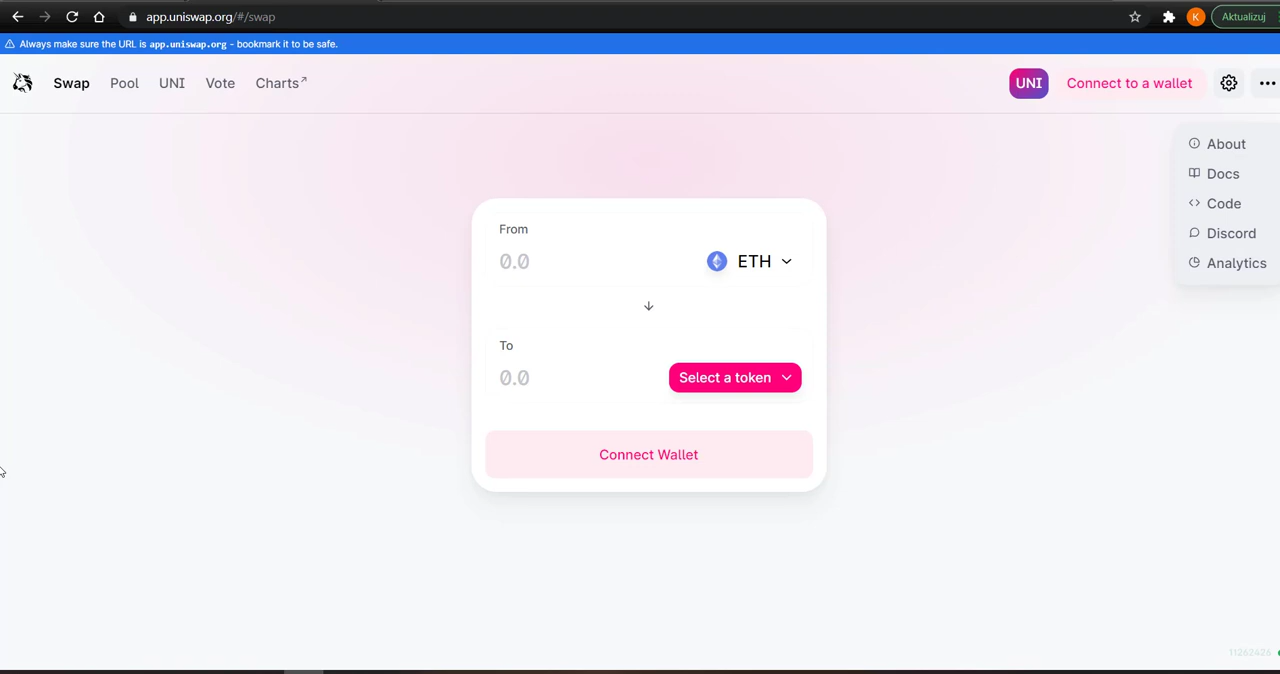 app.uniswap.org/#/swap
K
Aktualizuj
Always make sure the URL is app.uniswap.org - bookmark it to be safe.
Swap Pool UNI Vote Charts↗
UNI
Connect to a wallet
About
Docs
Code
Discord
Analytics
From
0.0
ETH
To
0.0
Select a token
Connect Wallet
11262626